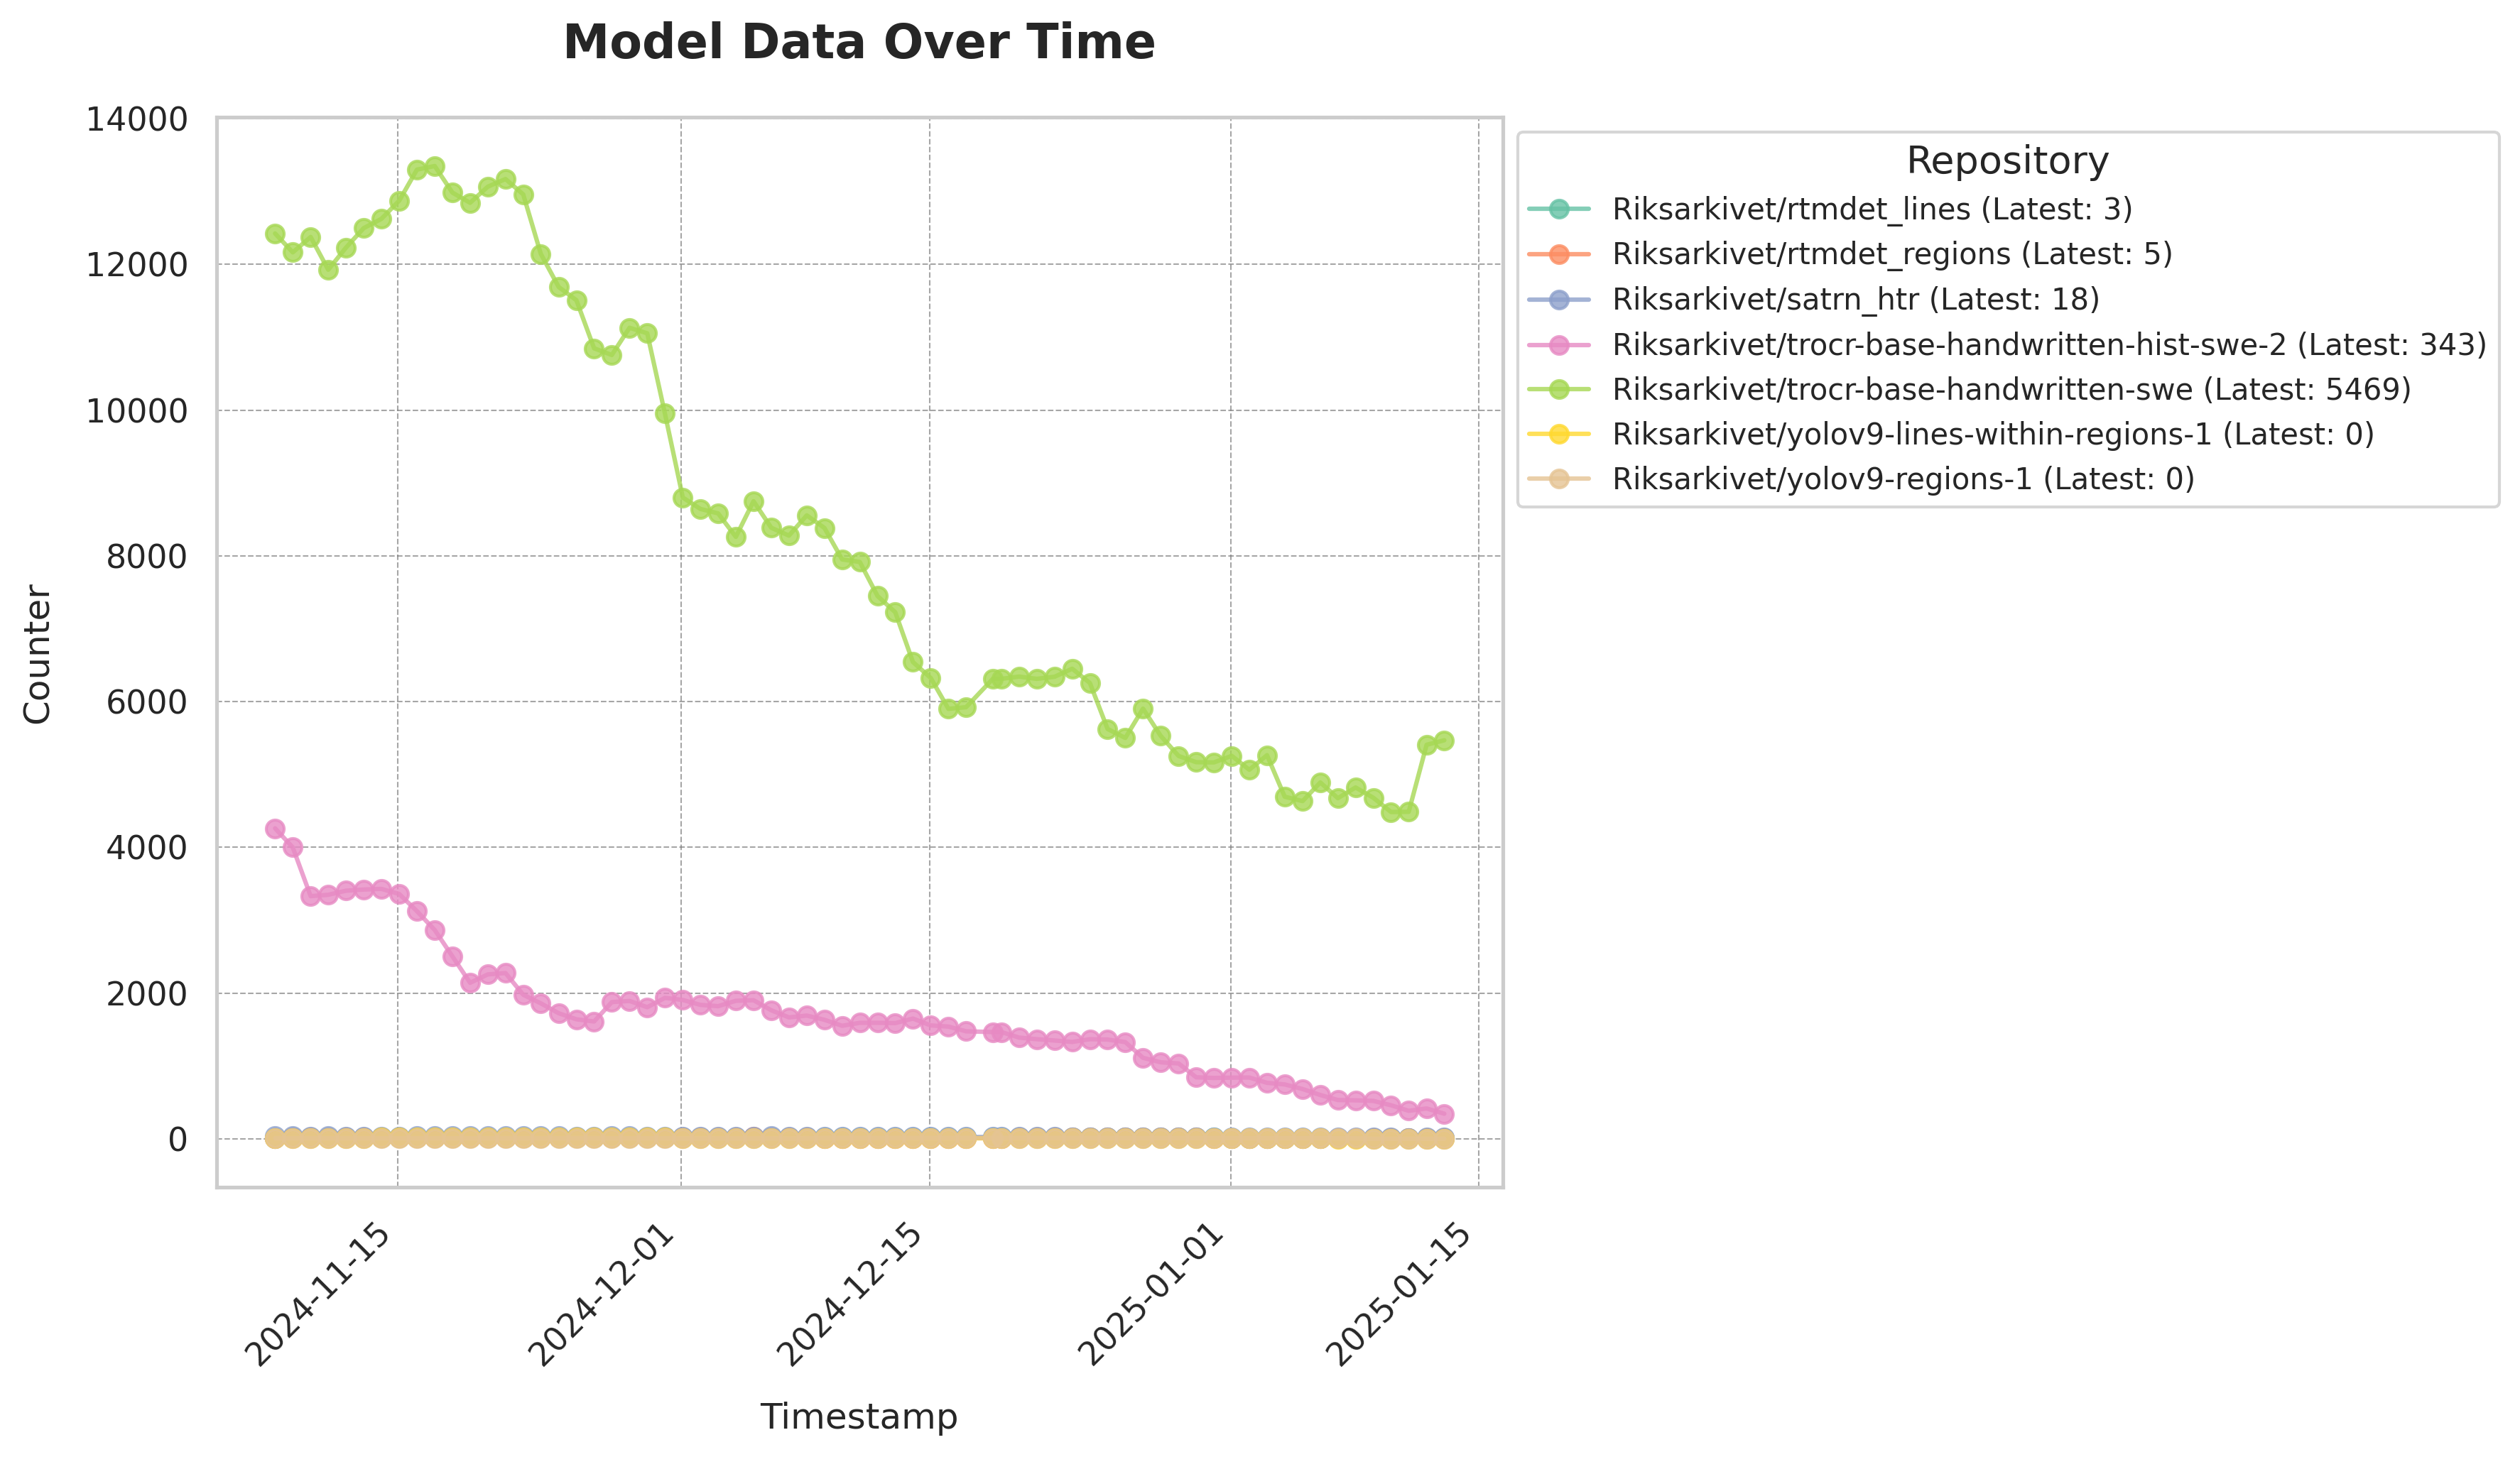 Model Data Over Time
14000
12000
10000
8000
6000
4000
2000
0
Counter
2024-11-15
2024-12-01
2024-12-15
2025-01-01
2025-01-15
Timestamp
Repository
Riksarkivet/rtmdet_lines (Latest: 3)
Riksarkivet/rtmdet_regions (Latest: 5)
Riksarkivet/satrn_htr (Latest: 18)
Riksarkivet/trocr-base-handwritten-hist-swe-2 (Latest: 343)
Riksarkivet/trocr-base-handwritten-swe (Latest: 5469)
Riksarkivet/yolov9-lines-within-regions-1 (Latest: 0)
Riksarkivet/yolov9-regions-1 (Latest: 0)